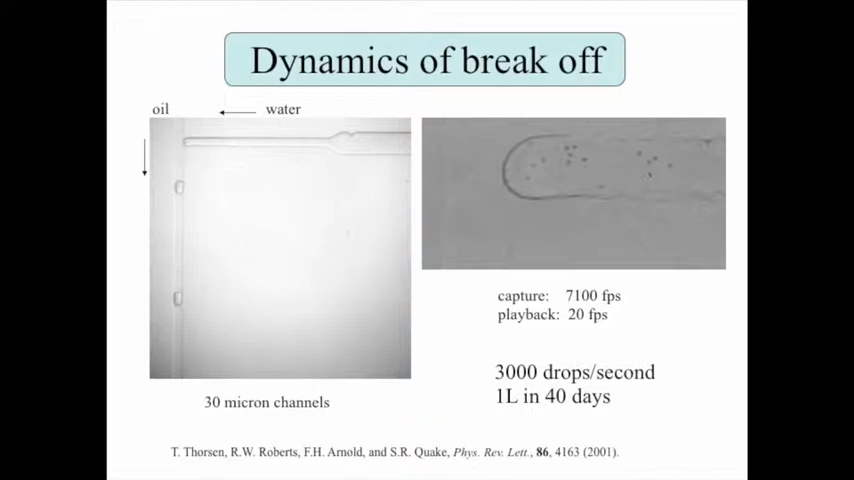 Dynamics of break off
oil
water
capture: 7100 fps
playback: 20 fps
3000 drops/second
1L in 40 days
30 micron channels
T. Thorsen, R.W. Roberts, F.H. Arnold, and S.R. Quake, Phys. Rev. Lett., 86, 4163 (2001).